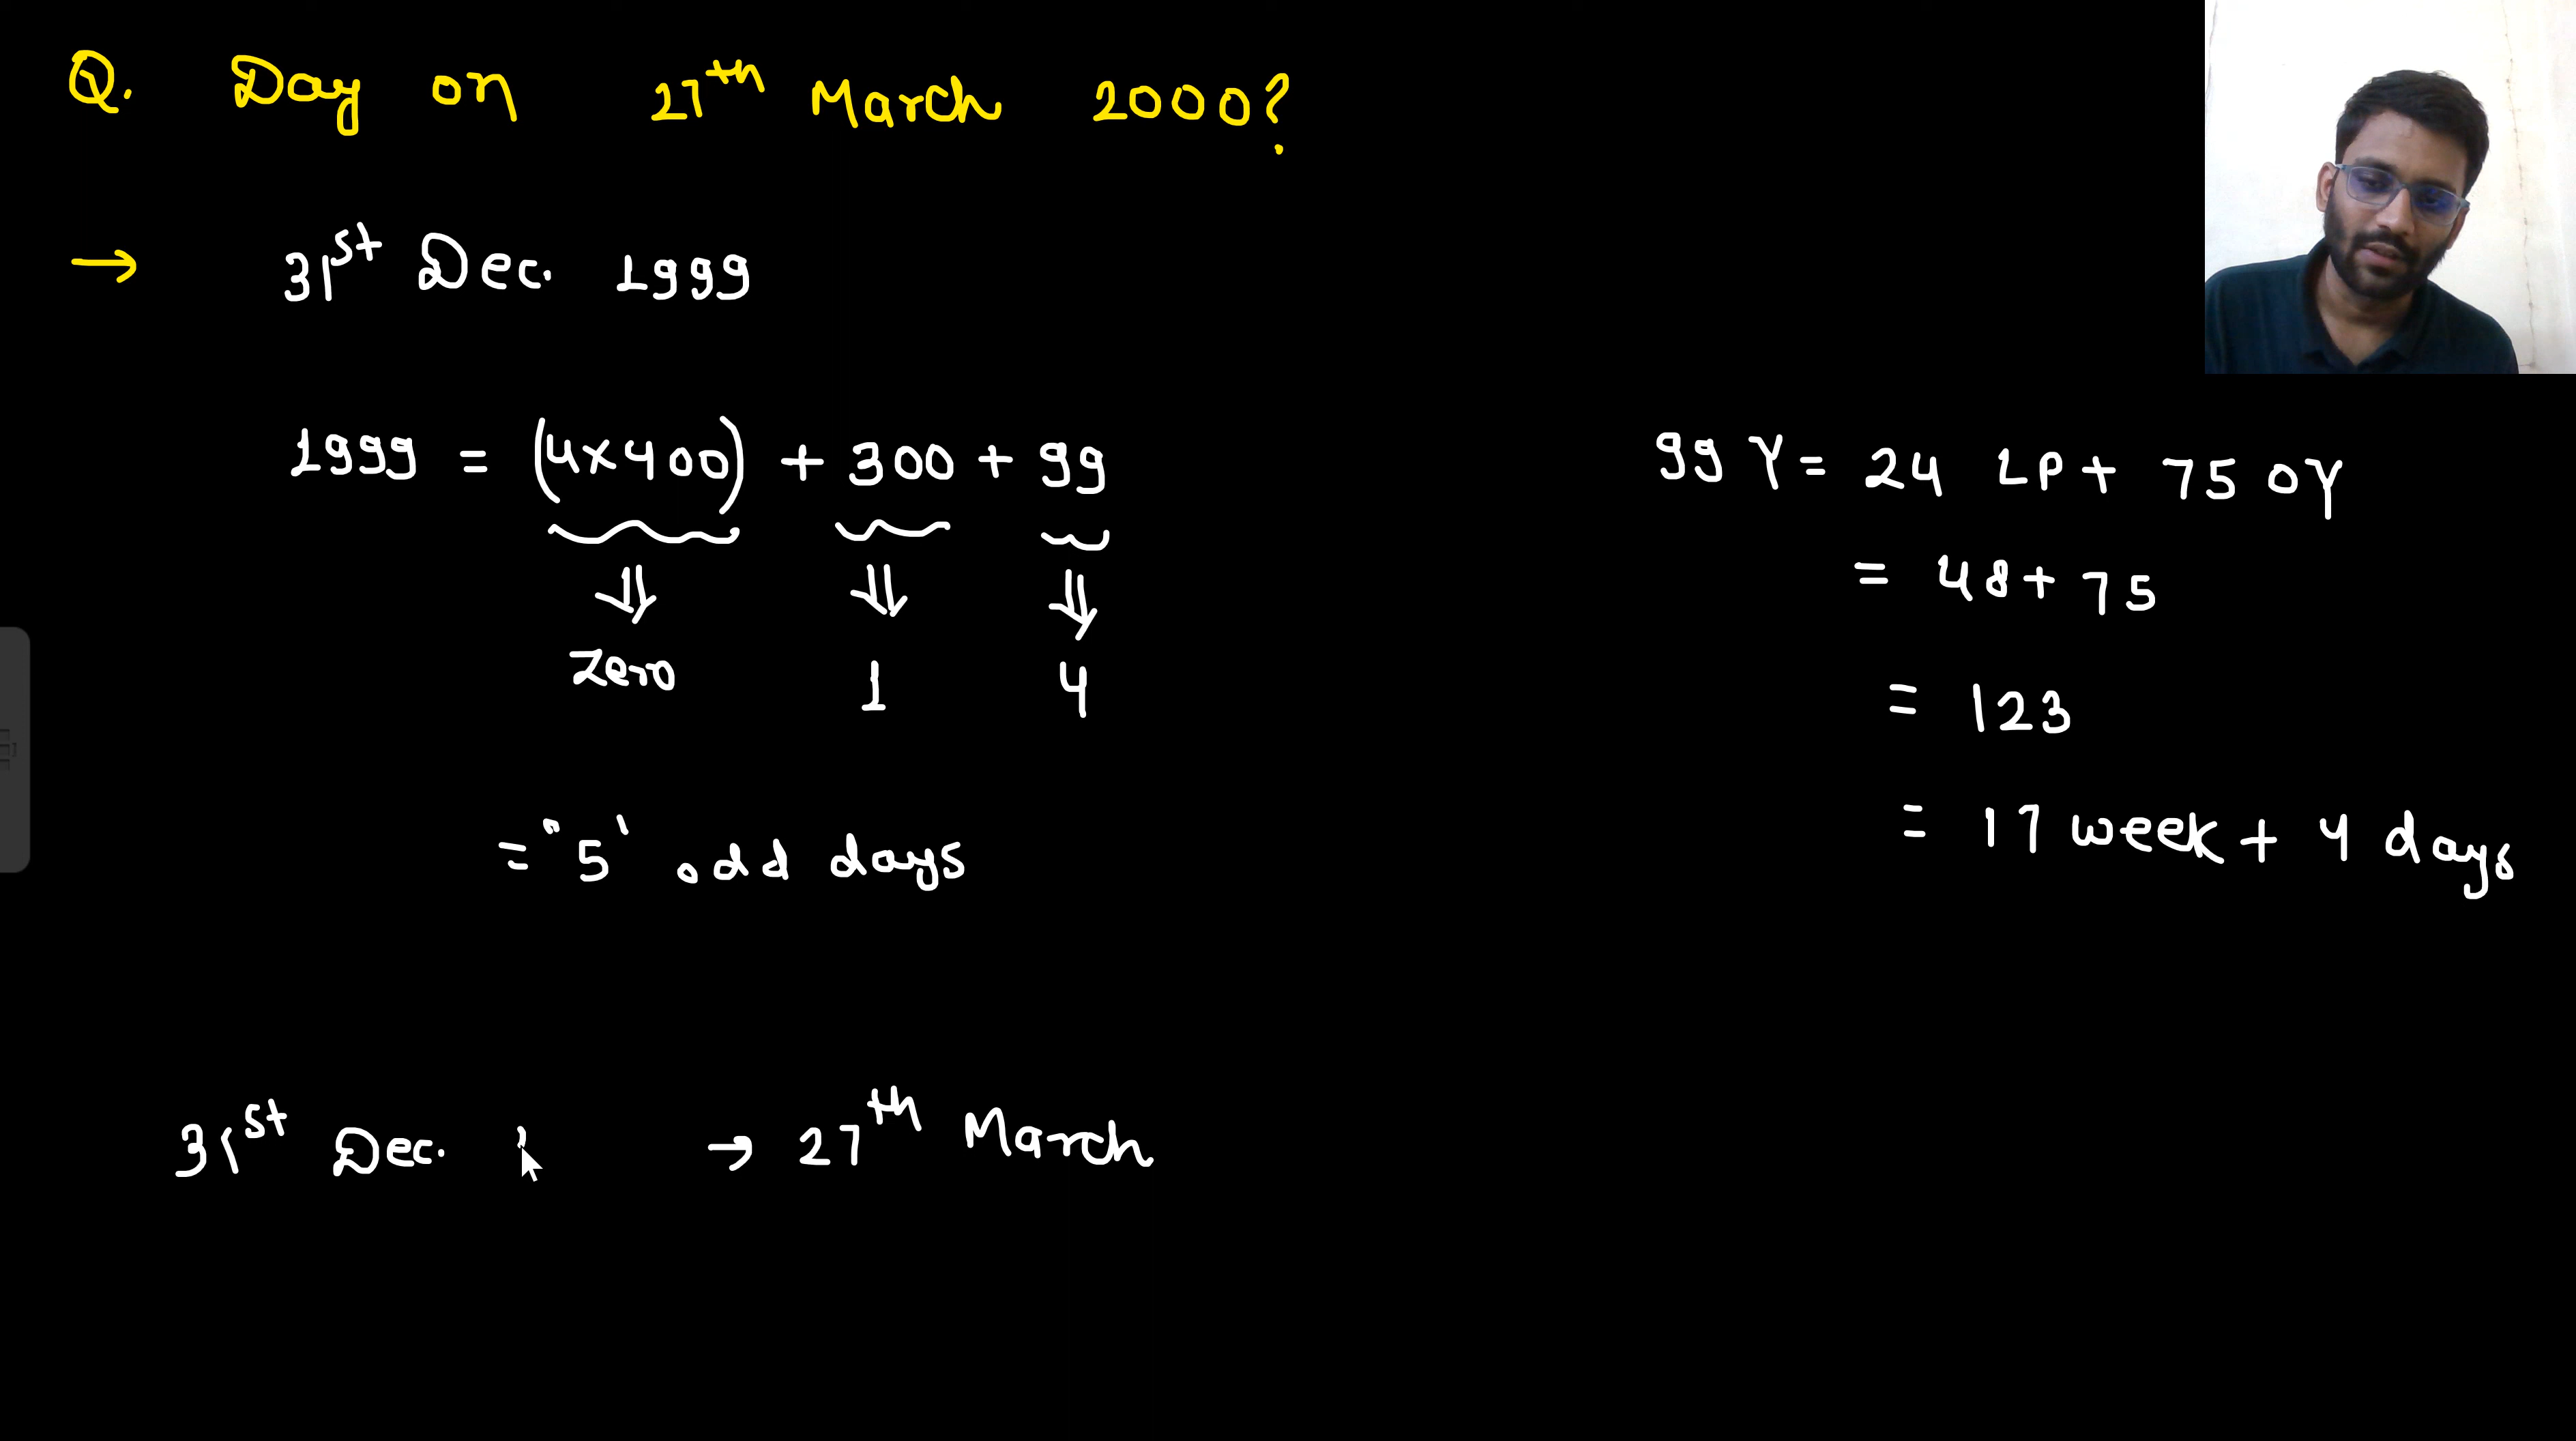 Q. Day on 27th March 2000?
→ 31st Dec. 1999
1999 = (4×400) + 300 + 99
zero 1 4
= "5' odd days
99 Y = 24 LP + 75 OY
= 48 + 75
= 123
= 17 week + 4 days
31st Dec. → 27th March